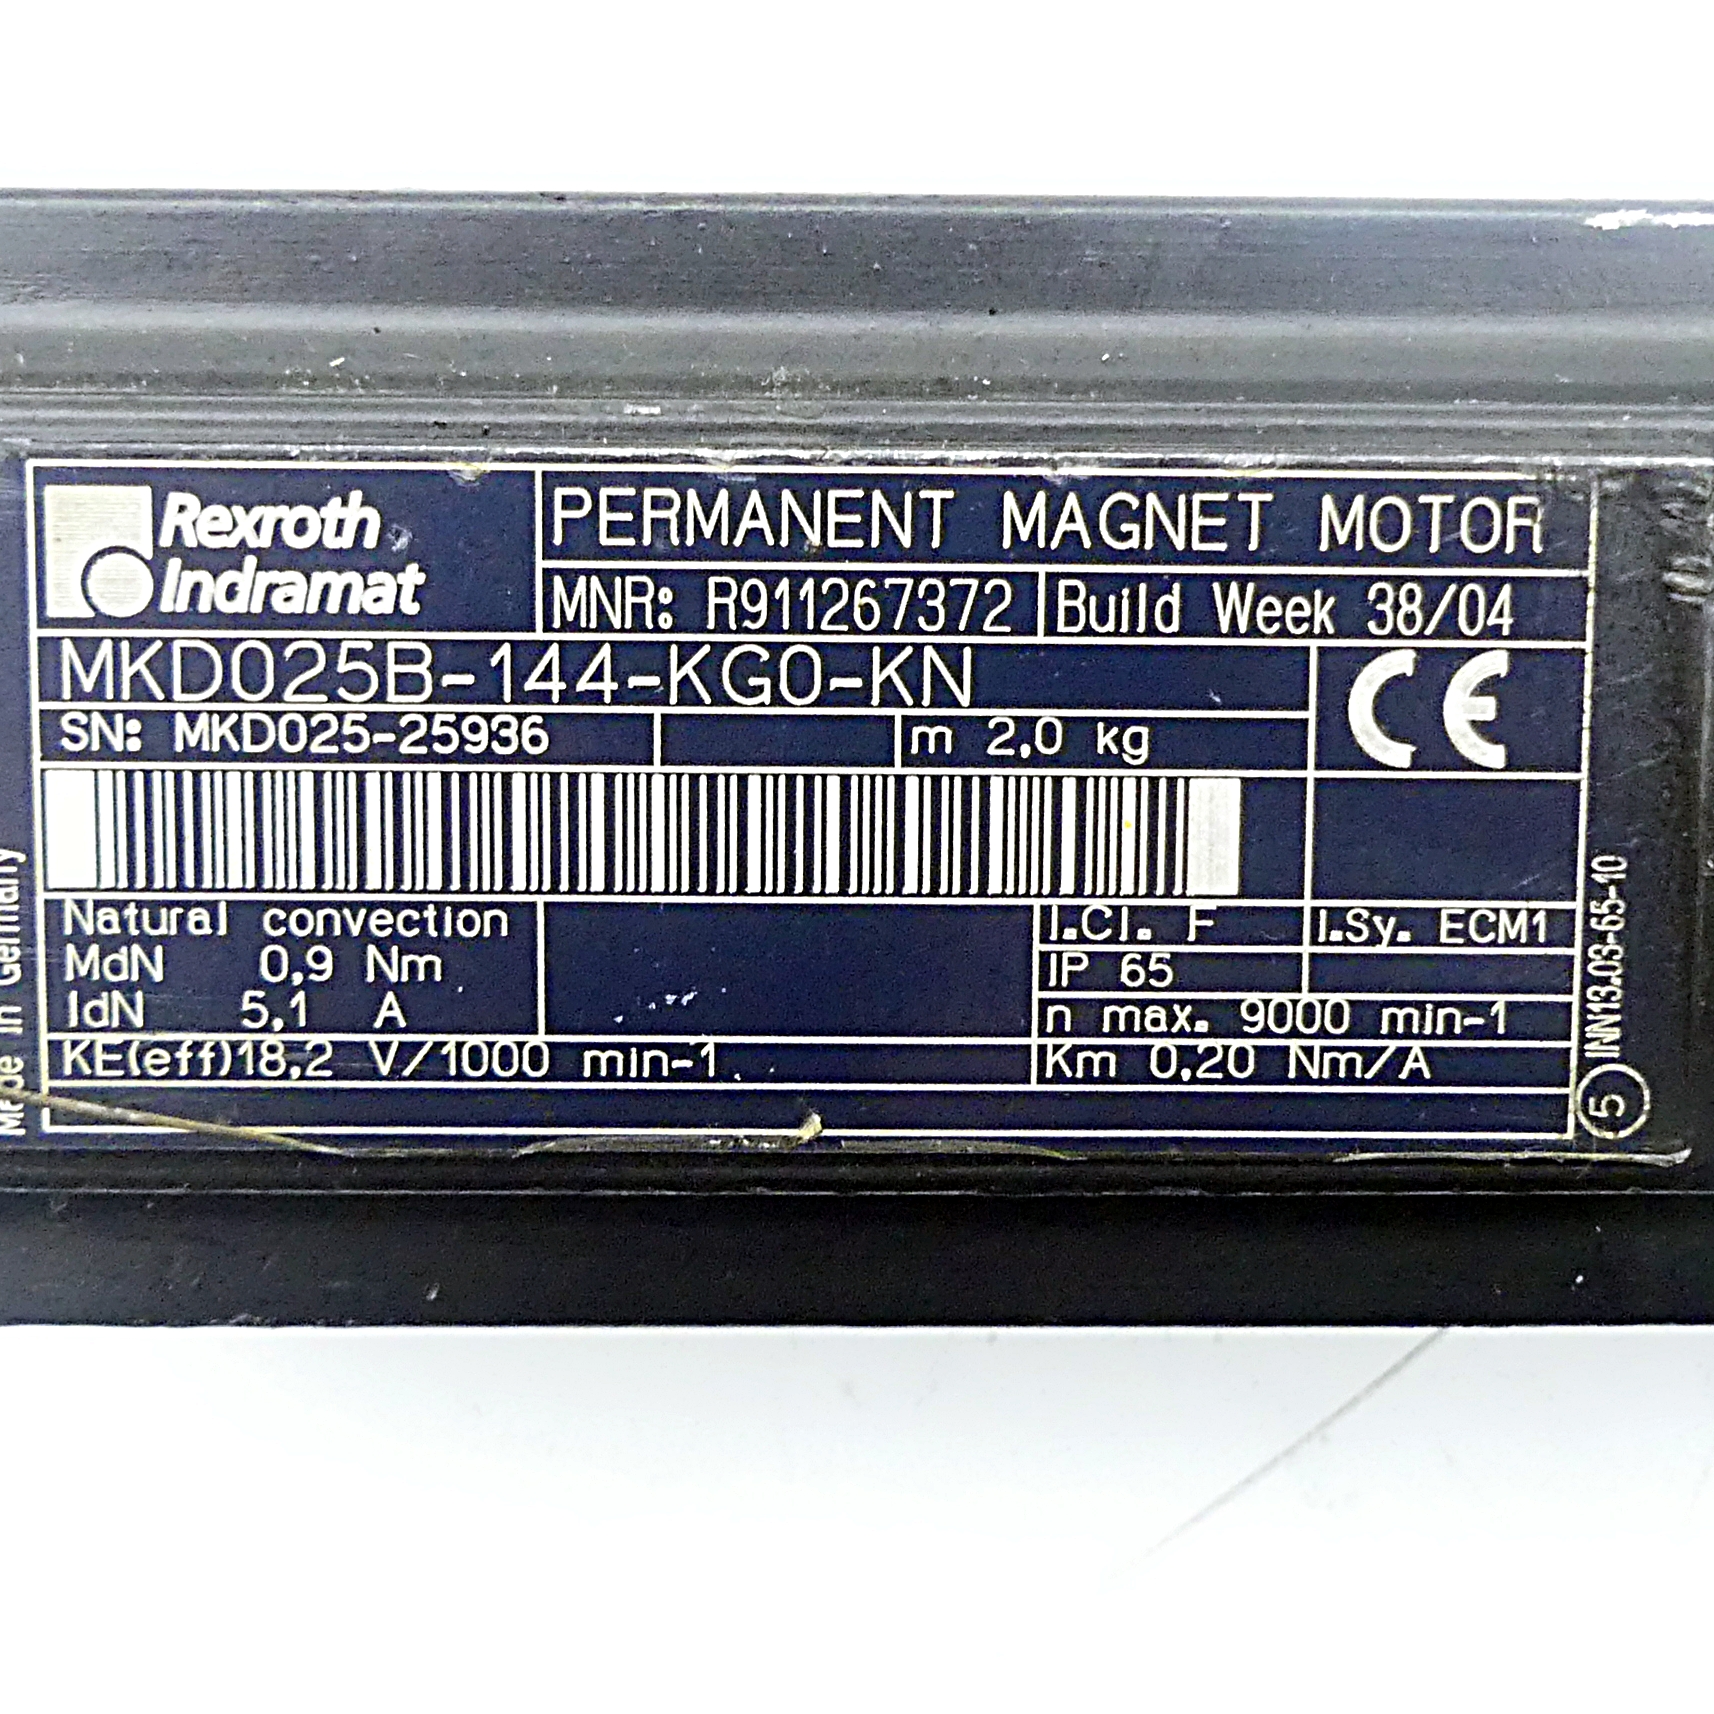 Rexroth
Indramat
PERMANENT MAGNET MOTOR
MNR: R911267372
Build Week 38/04
MKD025B-144-KG0-KN
CE
SN: MKD025-25936
m 2,0 kg
Natural convection
MdN 0,9 Nm
IdN 5,1 A
I.Cl. F
I.Sy. ECM1
IP 65
n max. 9000 min-1
KE(eff)18,2 V/1000 min-1
Km 0,20 Nm/A
Made in Germany
INN13.03-65-10
5